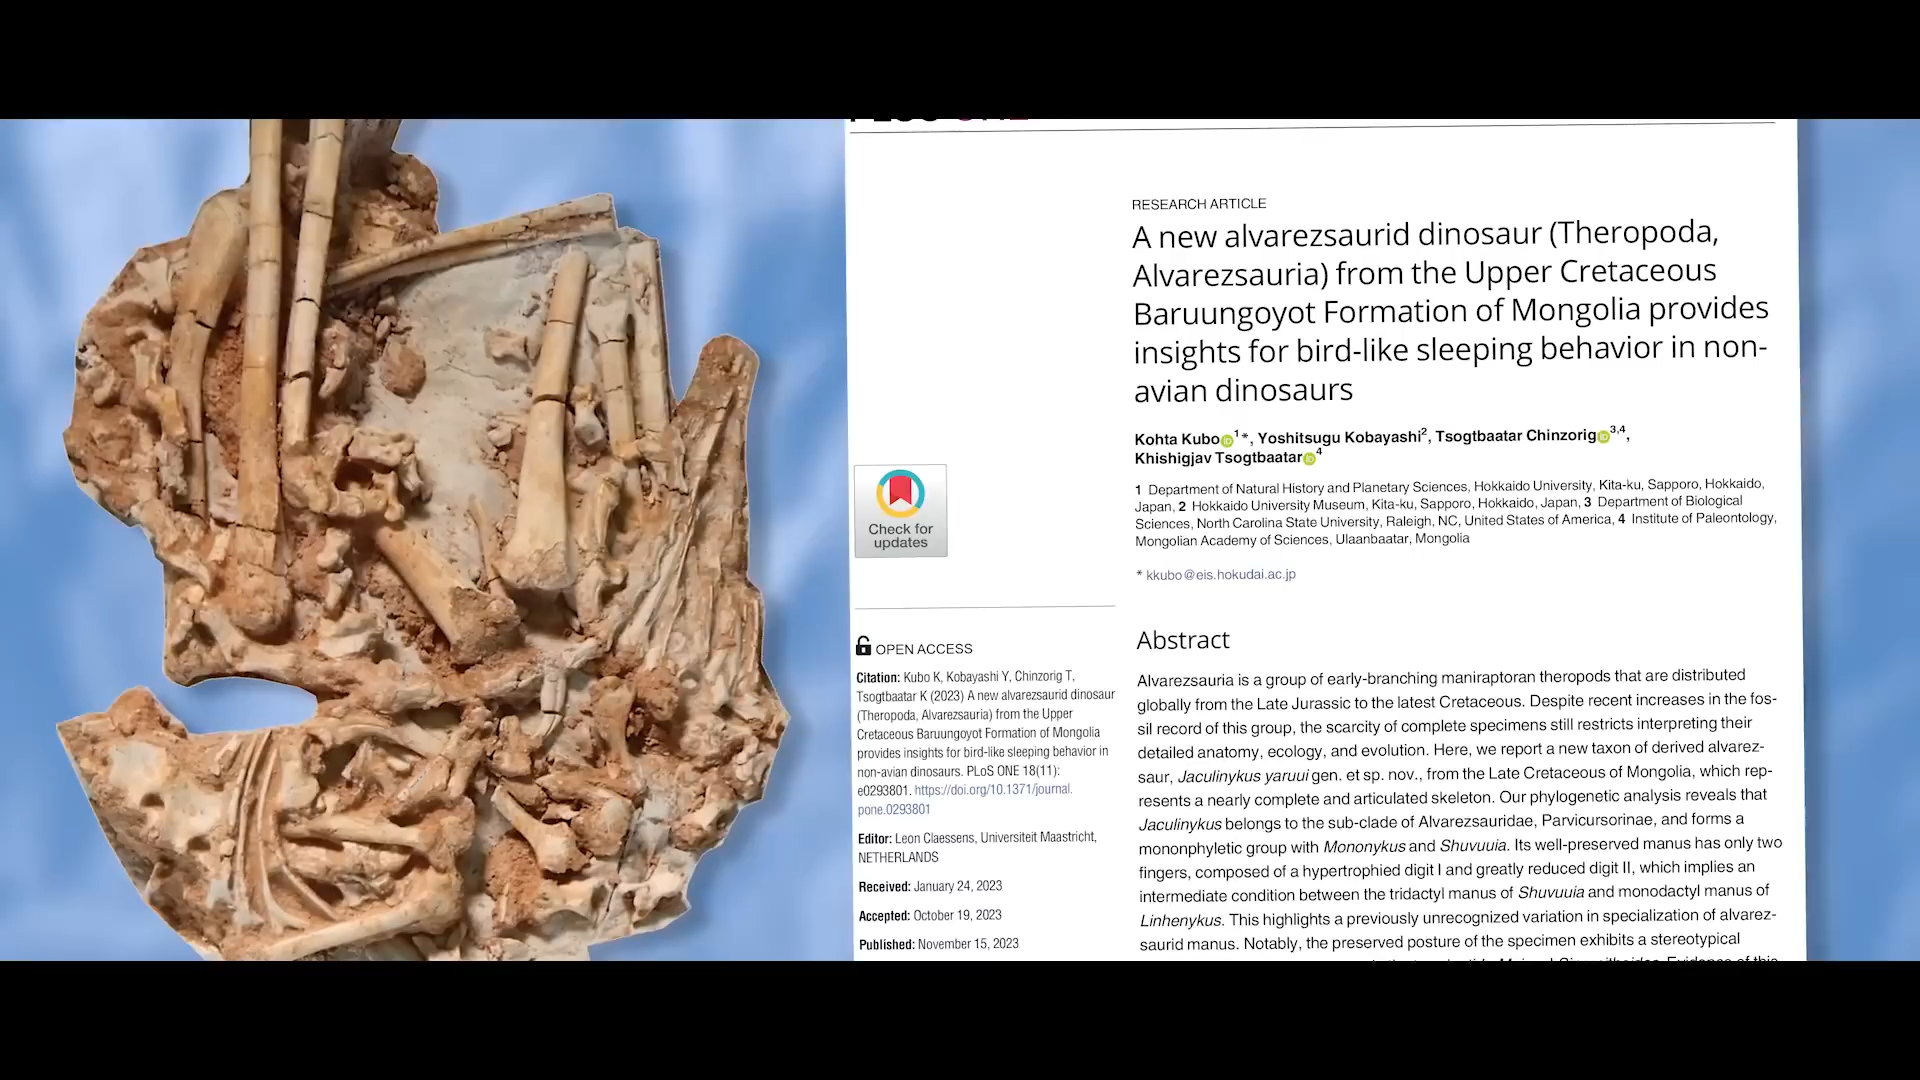 RESEARCH ARTICLE
A new alvarezsaurid dinosaur (Theropoda,
Alvarezsauria) from the Upper Cretaceous
Baruungoyot Formation of Mongolia provides
insights for bird-like sleeping behavior in non-
avian dinosaurs
Kohta Kubo 1*, Yoshitsugu Kobayashi2, Tsogtbaatar Chinzorig 3,4,
Khishigjav Tsogtbaatar 4
1 Department of Natural History and Planetary Sciences, Hokkaido University, Kita-ku, Sapporo, Hokkaido,
Japan, 2 Hokkaido University Museum, Kita-ku, Sapporo, Hokkaido, Japan, 3 Department of Biological
Sciences, North Carolina State University, Raleigh, NC, United States of America, 4 Institute of Paleontology,
Mongolian Academy of Sciences, Ulaanbaatar, Mongolia
* kkubo@eis.hokudai.ac.jp
Check for
updates
OPEN ACCESS
Citation: Kubo K, Kobayashi Y, Chinzorig T,
Tsogtbaatar K (2023) A new alvarezsaurid dinosaur
(Theropoda, Alvarezsauria) from the Upper
Cretaceous Baruungoyot Formation of Mongolia
provides insights for bird-like sleeping behavior in
non-avian dinosaurs. PLoS ONE 18(11):
e0293801. https://doi.org/10.1371/journal.
pone.0293801
Editor: Leon Claessens, Universiteit Maastricht,
NETHERLANDS
Received: January 24, 2023
Accepted: October 19, 2023
Published: November 15, 2023
Abstract
Alvarezsauria is a group of early-branching maniraptoran theropods that are distributed
globally from the Late Jurassic to the latest Cretaceous. Despite recent increases in the fos-
sil record of this group, the scarcity of complete specimens still restricts interpreting their
detailed anatomy, ecology, and evolution. Here, we report a new taxon of derived alvarez-
saur, Jaculinykus yaruui gen. et sp. nov., from the Late Cretaceous of Mongolia, which rep-
resents a nearly complete and articulated skeleton. Our phylogenetic analysis reveals that
Jaculinykus belongs to the sub-clade of Alvarezsauridae, Parvicursorinae, and forms a
mononphyletic group with Mononykus and Shuvuuia. Its well-preserved manus has only two
fingers, composed of a hypertrophied digit I and greatly reduced digit II, which implies an
intermediate condition between the tridactyl manus of Shuvuuia and monodactyl manus of
Linhenykus. This highlights a previously unrecognized variation in specialization of alvarez-
saurid manus. Notably, the preserved posture of the specimen exhibits a stereotypical